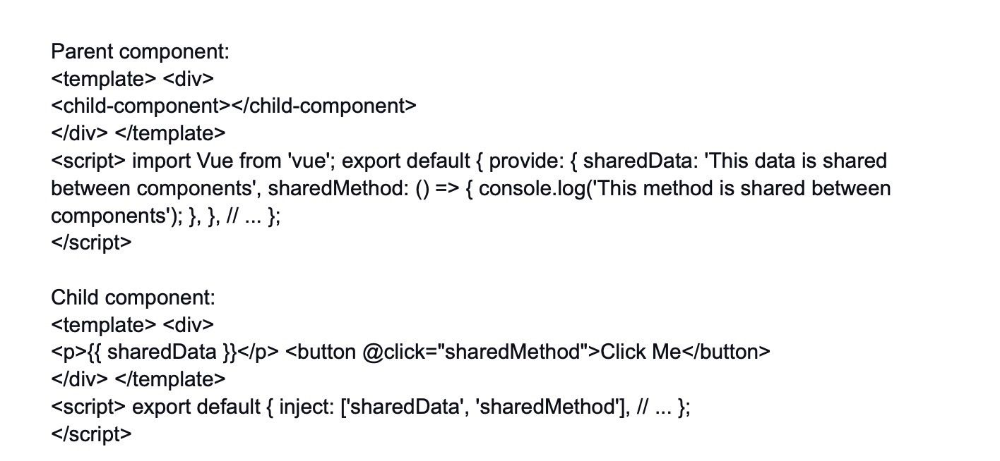 Parent component:
<template> <div>
<child-component></child-component>
</div> </template>
<script> import Vue from 'vue'; export default { provide: { sharedData: 'This data is shared
between components', sharedMethod: () => { console.log('This method is shared between
components'); }, }, // ... };
</script>
Child component:
<template> <div>
<p>{{ sharedData }}</p> <button @click="sharedMethod">Click Me</button>
</div> </template>
<script> export default { inject: ['sharedData', 'sharedMethod'], // ... };
</script>